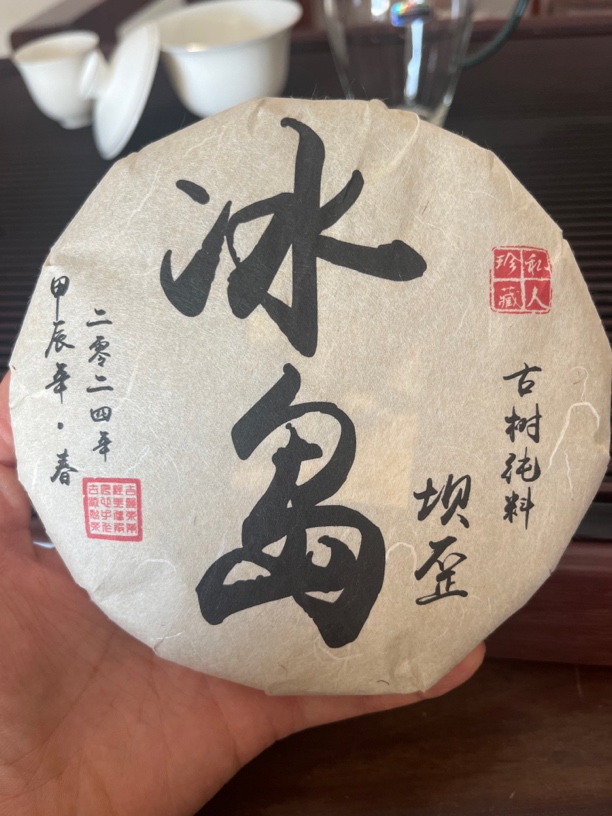 私人珍藏
古树纯料
冰岛
坝歪
二零二四年
甲辰年·春